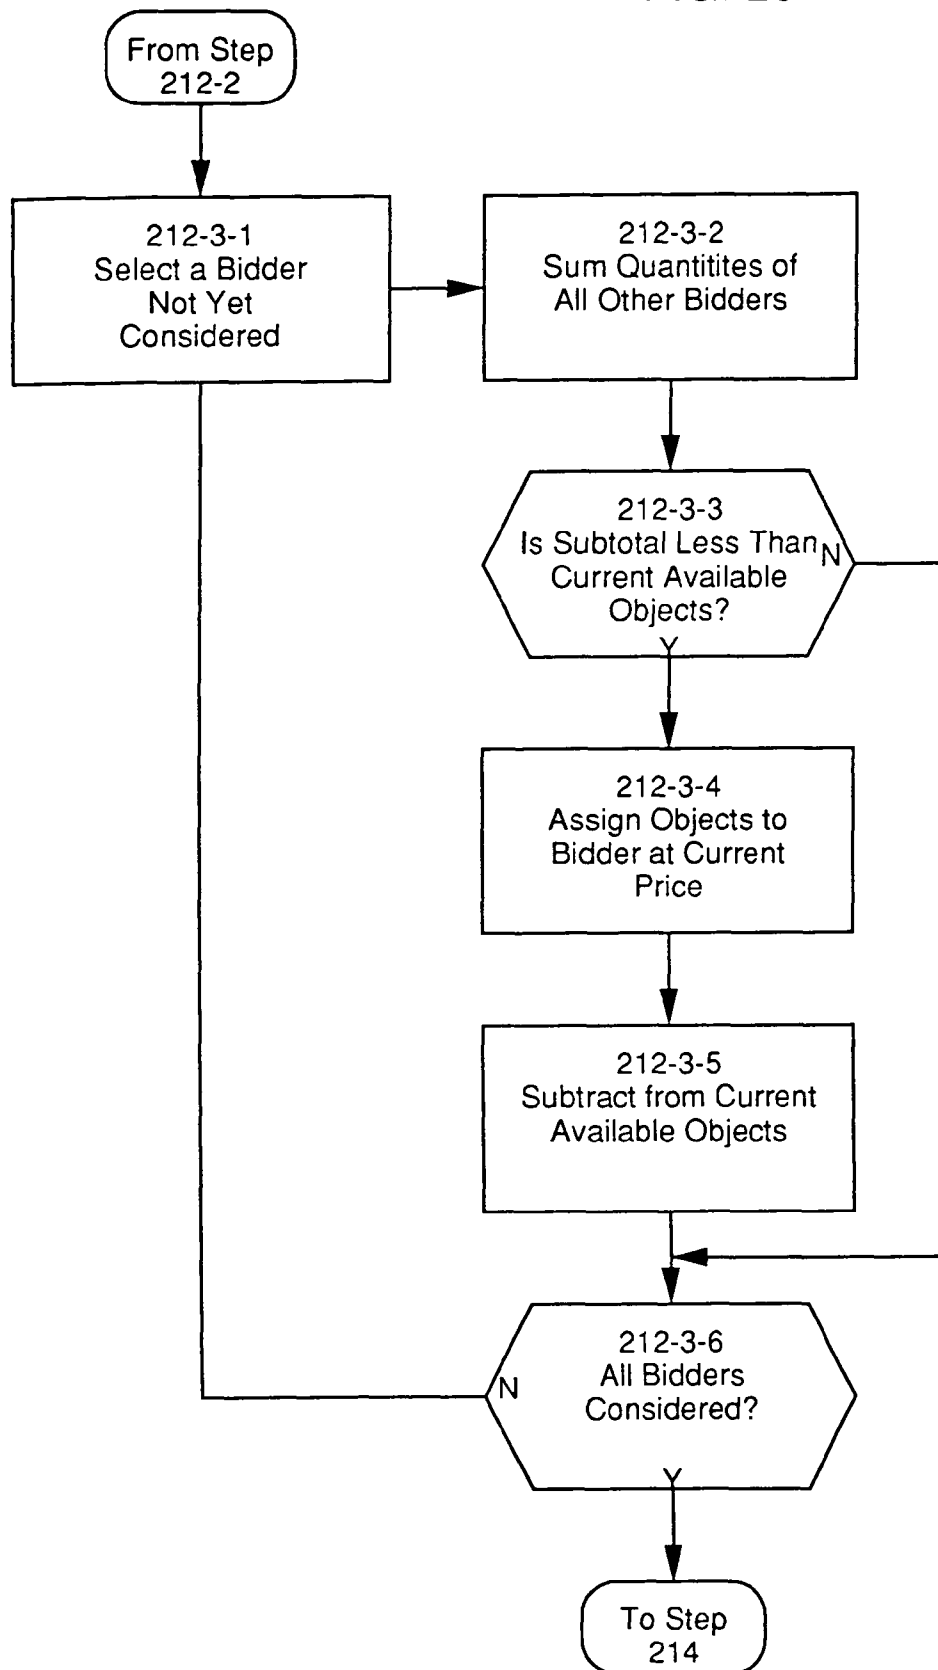 From Step
212-2
212-3-1
Select a Bidder
Not Yet
Considered
212-3-2
Sum Quantitites of
All Other Bidders
212-3-3
Is Subtotal Less Than
Current Available
Objects?
N
Y
212-3-4
Assign Objects to
Bidder at Current
Price
212-3-5
Subtract from Current
Available Objects
212-3-6
All Bidders
Considered?
N
Y
To Step
214